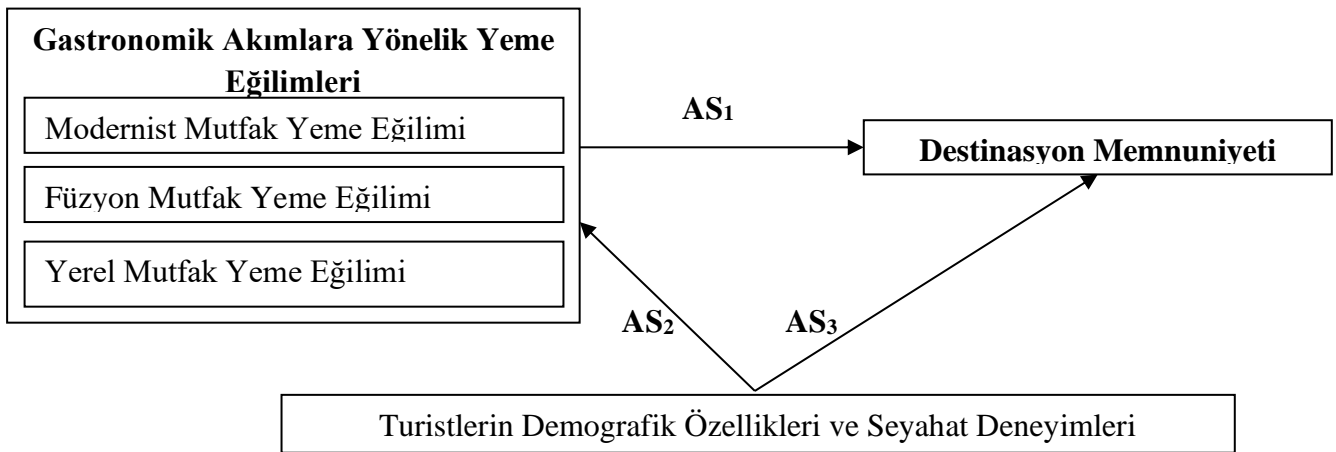 Gastronomik Akımlara Yönelik Yeme
Eğilimleri
Modernist Mutfak Yeme Eğilimi
Füzyon Mutfak Yeme Eğilimi
Yerel Mutfak Yeme Eğilimi
AS₁
Destinasyon Memnuniyeti
AS₂
AS₃
Turistlerin Demografik Özellikleri ve Seyahat Deneyimleri